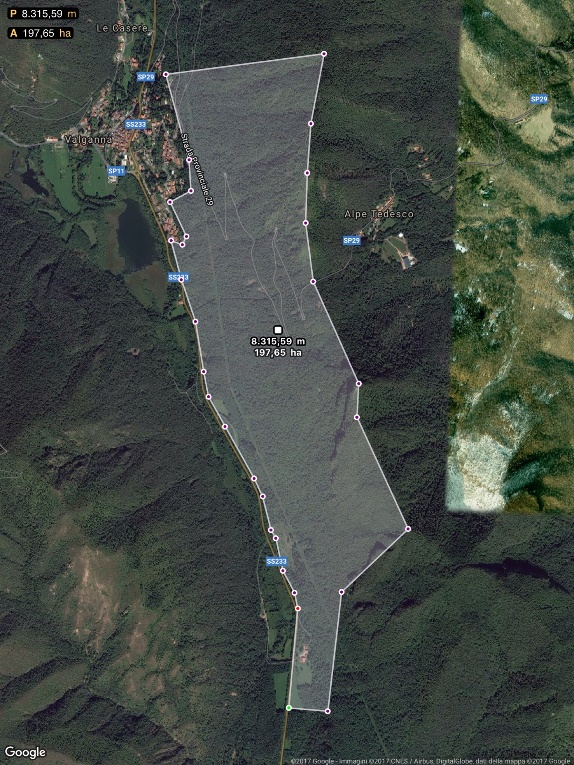 P 8.315,59 m
A 197,65 ha
Le Casere
SP29
SP29
SS233
Valganna
Strada provinciale 29
SP11
Alpe Tedesco
SP29
SS233
8.315,59 m
197,65 ha
SS233
Google
©2017 Google - Immagini ©2017 CNES / Airbus, DigitalGlobe, dati della mappa ©2017 Google